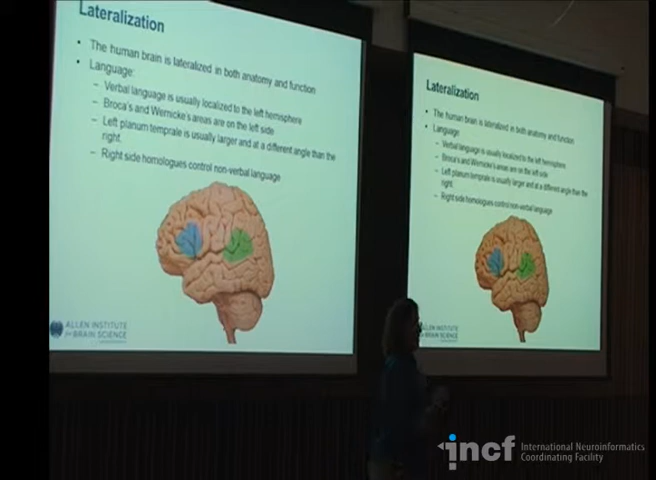 Lateralization
• The human brain is lateralized in both anatomy and function
• Language:
– Verbal language is usually localized to the left hemisphere
– Broca's and Wernicke's areas are on the left side
– Left planum temprale is usually larger and at a different angle than the
right.
– Right side homologues control non-verbal language
ALLEN INSTITUTE
for BRAIN SCIENCE
Lateralization
• The human brain is lateralized in both anatomy and function
• Language:
– Verbal language is usually localized to the left hemisphere
– Broca's and Wernicke's areas are on the left side
– Left planum temprale is usually larger and at a different angle than the
right.
– Right side homologues control non-verbal language
ALLEN INSTITUTE
for BRAIN SCIENCE
incf International Neuroinformatics
Coordinating Facility